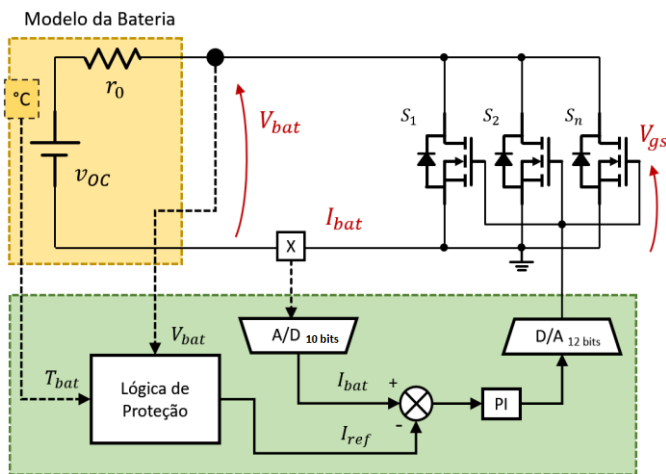 Modelo da Bateria
r0
°C
vOC
Vbat
S1
S2
Sn
Vgs
Ibat
X
A/D 10 bits
D/A 12 bits
Vbat
Tbat
Lógica de
Proteção
Ibat
+
-
PI
Iref